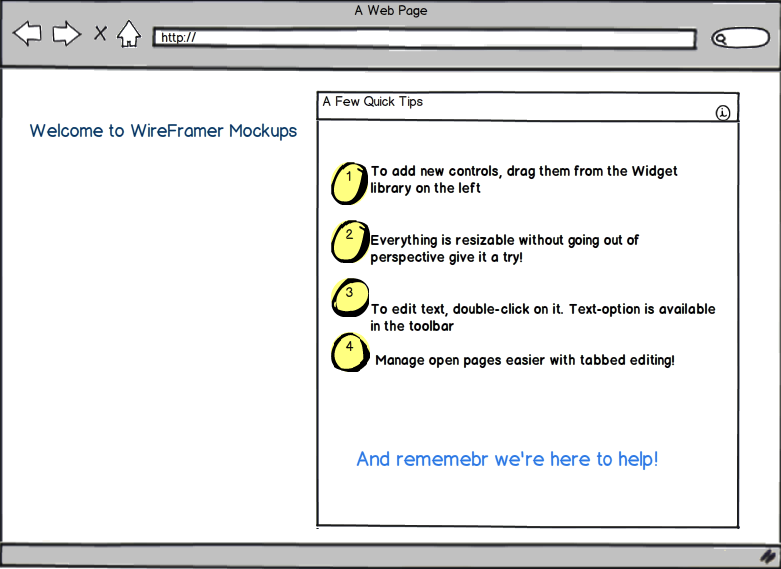 A Web Page
http://
Welcome to WireFramer Mockups
A Few Quick Tips
i
1
To add new controls, drag them from the Widget
library on the left
2
Everything is resizable without going out of
perspective give it a try!
3
To edit text, double-click on it. Text-option is available
in the toolbar
4
Manage open pages easier with tabbed editing!
And rememebr we're here to help!